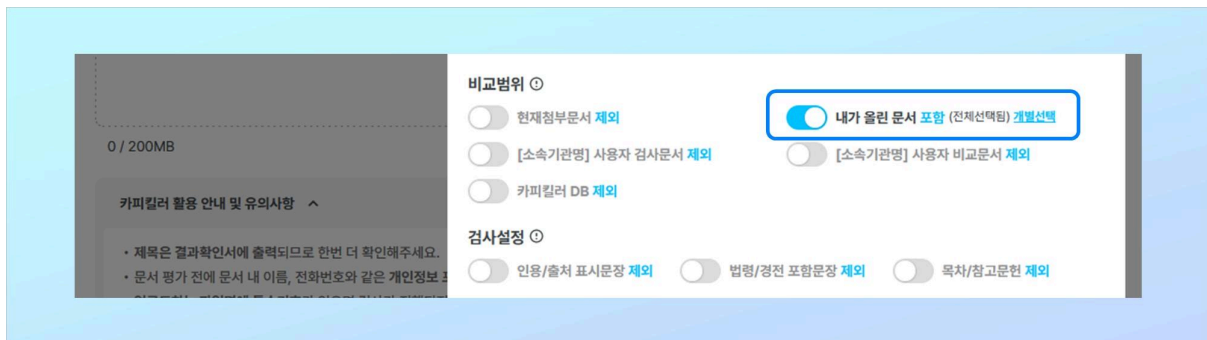 비교범위
현재첨부문서 제외
내가 올린 문서 포함 (전체선택됨) 개별선택
0 / 200MB
[소속기관명] 사용자 검사문서 제외
[소속기관명] 사용자 비교문서 제외
카피킬러 DB 제외
카피킬러 활용 안내 및 유의사항
검사설정
• 제목은 결과확인서에 출력되므로 한번 더 확인해주세요.
인용/출처 표시문장 제외
법령/경전 포함문장 제외
목차/참고문헌 제외
• 문서 평가 전에 문서 내 이름, 전화번호와 같은 개인정보